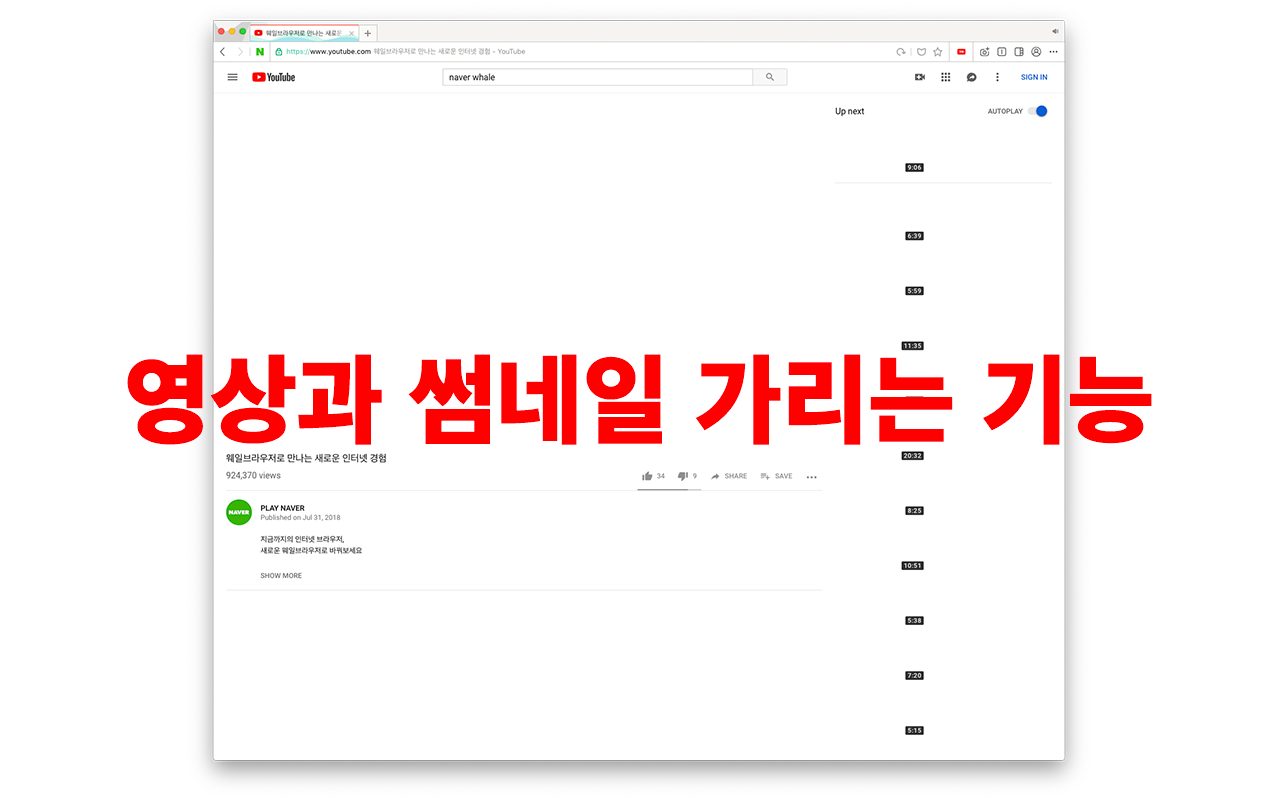 웨일브라우저로 만나는 새로운
https://www.youtube.com 웨일브라우저로 만나는 새로운 인터넷 경험 - YouTube
YouTube
naver whale
SIGN IN
Up next
AUTOPLAY
9:06
6:39
5:59
11:35
영상과 썸네일 가리는 기능
웨일브라우저로 만나는 새로운 인터넷 경험
20:32
924,370 views
34
9
SHARE
SAVE
NAVER
PLAY NAVER
Published on Jul 31, 2018
8:25
지금까지의 인터넷 브라우저,
새로운 웨일브라우저로 바꿔보세요
10:51
SHOW MORE
5:38
7:20
5:15